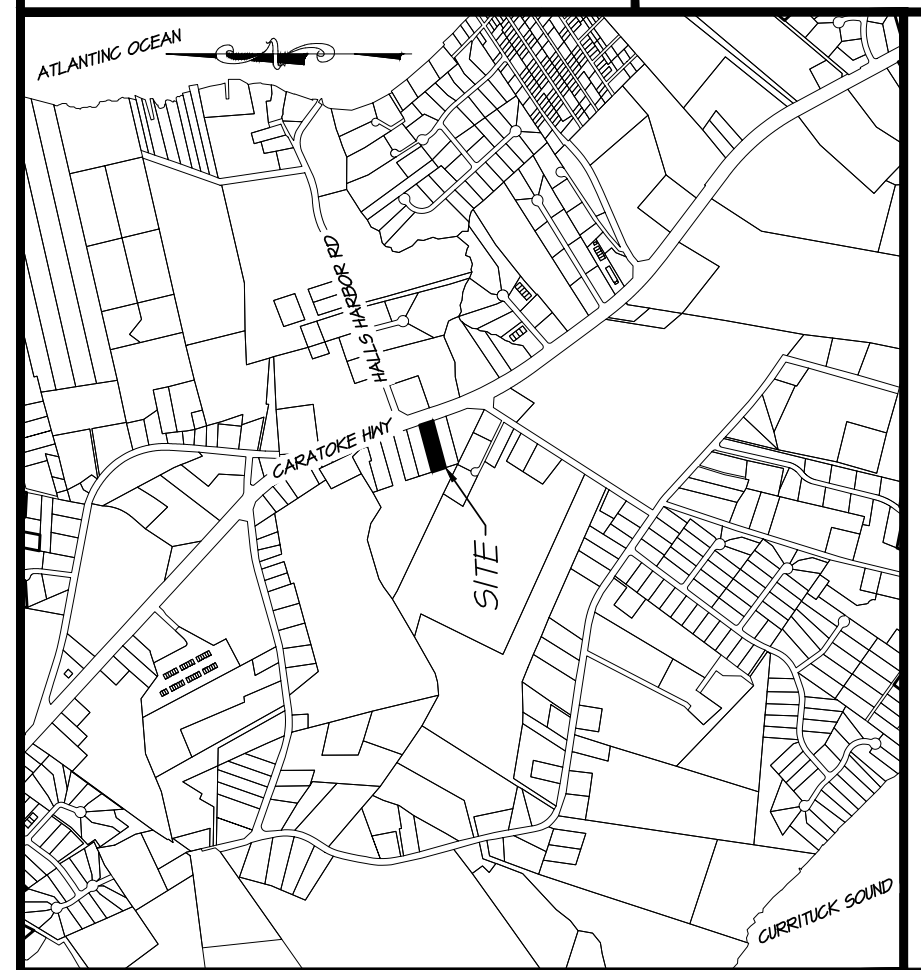 ATLANTINC OCEAN
HALLS HARBOR RD
CARATOKE HWY
SITE
CURRITUCK SOUND